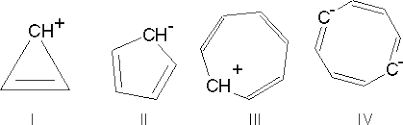 CH+
CH-
CH+
C-
C-
I II III IV